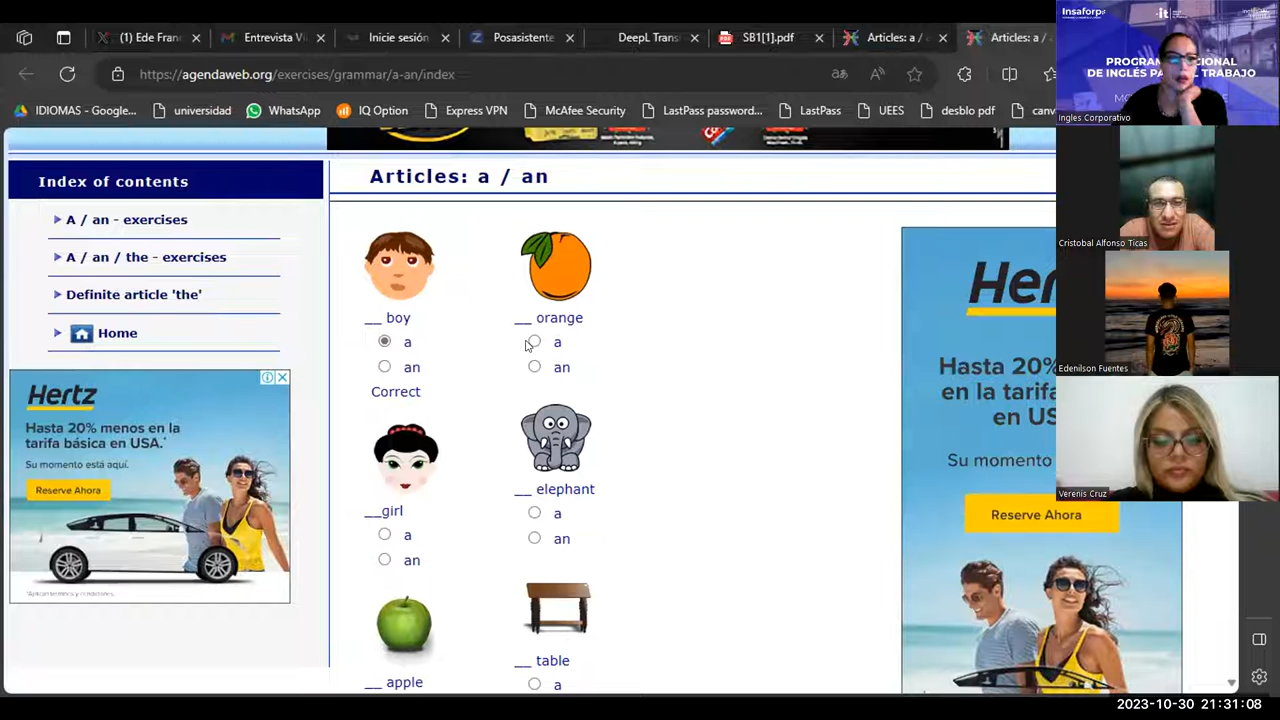 (1) Ede Fran
Entrevista V
Inicie sesión
Posasistente
DeepL Trans
SB1[1].pdf
Articles: a /
Articles: a /
https://agendaweb.org/exercises/grammar/a-an/index
IDIOMAS - Google...
universidad
WhatsApp
IQ Option
Express VPN
McAfee Security
LastPass password...
LastPass
UEES
desblo pdf
Index of contents
A / an - exercises
A / an / the - exercises
Definite article 'the'
Home
Hertz
Hasta 20% menos en la
tarifa básica en USA.*
Su momento está aquí.
Reserve Ahora
Articles: a / an
__ boy
a
an
Correct
__ orange
a
an
__girl
a
an
__ elephant
a
an
__ apple
__ table
a
Hasta 20%
en la tarifa
en US
Su momento
Reserve Ahora
Insaforp
DE INGLÉS PA
Ingles Corporativo
Cristobal Alfonso Ticas
Edenilson Fuentes
Verenis Cruz
2023-10-30 21:31:08